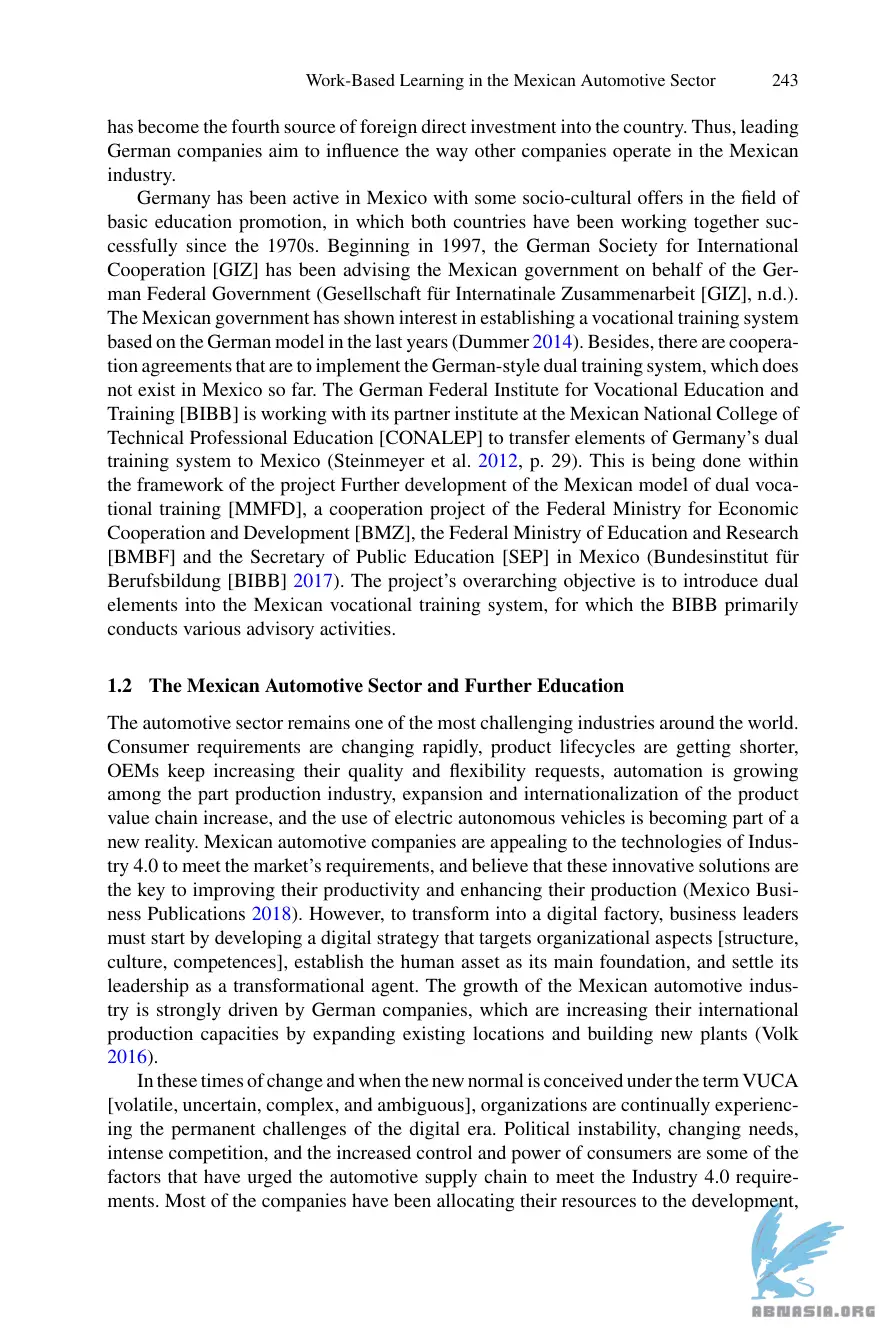 Work-Based Learning in the Mexican Automotive Sector 243
has become the fourth source of foreign direct investment into the country. Thus, leading
German companies aim to influence the way other companies operate in the Mexican
industry.
Germany has been active in Mexico with some socio-cultural offers in the field of
basic education promotion, in which both countries have been working together suc-
cessfully since the 1970s. Beginning in 1997, the German Society for International
Cooperation [GIZ] has been advising the Mexican government on behalf of the Ger-
man Federal Government (Gesellschaft für Internatinale Zusammenarbeit [GIZ], n.d.).
The Mexican government has shown interest in establishing a vocational training system
based on the German model in the last years (Dummer 2014). Besides, there are coopera-
tion agreements that are to implement the German-style dual training system, which does
not exist in Mexico so far. The German Federal Institute for Vocational Education and
Training [BIBB] is working with its partner institute at the Mexican National College of
Technical Professional Education [CONALEP] to transfer elements of Germany's dual
training system to Mexico (Steinmeyer et al. 2012, p. 29). This is being done within
the framework of the project Further development of the Mexican model of dual voca-
tional training [MMFD], a cooperation project of the Federal Ministry for Economic
Cooperation and Development [BMZ], the Federal Ministry of Education and Research
[BMBF] and the Secretary of Public Education [SEP] in Mexico (Bundesinstitut für
Berufsbildung [BIBB] 2017). The project's overarching objective is to introduce dual
elements into the Mexican vocational training system, for which the BIBB primarily
conducts various advisory activities.
1.2 The Mexican Automotive Sector and Further Education
The automotive sector remains one of the most challenging industries around the world.
Consumer requirements are changing rapidly, product lifecycles are getting shorter,
OEMs keep increasing their quality and flexibility requests, automation is growing
among the part production industry, expansion and internationalization of the product
value chain increase, and the use of electric autonomous vehicles is becoming part of a
new reality. Mexican automotive companies are appealing to the technologies of Indus-
try 4.0 to meet the market's requirements, and believe that these innovative solutions are
the key to improving their productivity and enhancing their production (Mexico Busi-
ness Publications 2018). However, to transform into a digital factory, business leaders
must start by developing a digital strategy that targets organizational aspects [structure,
culture, competences], establish the human asset as its main foundation, and settle its
leadership as a transformational agent. The growth of the Mexican automotive indus-
try is strongly driven by German companies, which are increasing their international
production capacities by expanding existing locations and building new plants (Volk
2016).
In these times of change and when the new normal is conceived under the term VUCA
[volatile, uncertain, complex, and ambiguous], organizations are continually experienc-
ing the permanent challenges of the digital era. Political instability, changing needs,
intense competition, and the increased control and power of consumers are some of the
factors that have urged the automotive supply chain to meet the Industry 4.0 require-
ments. Most of the companies have been allocating their resources to the development,
ABNASIA.ORG